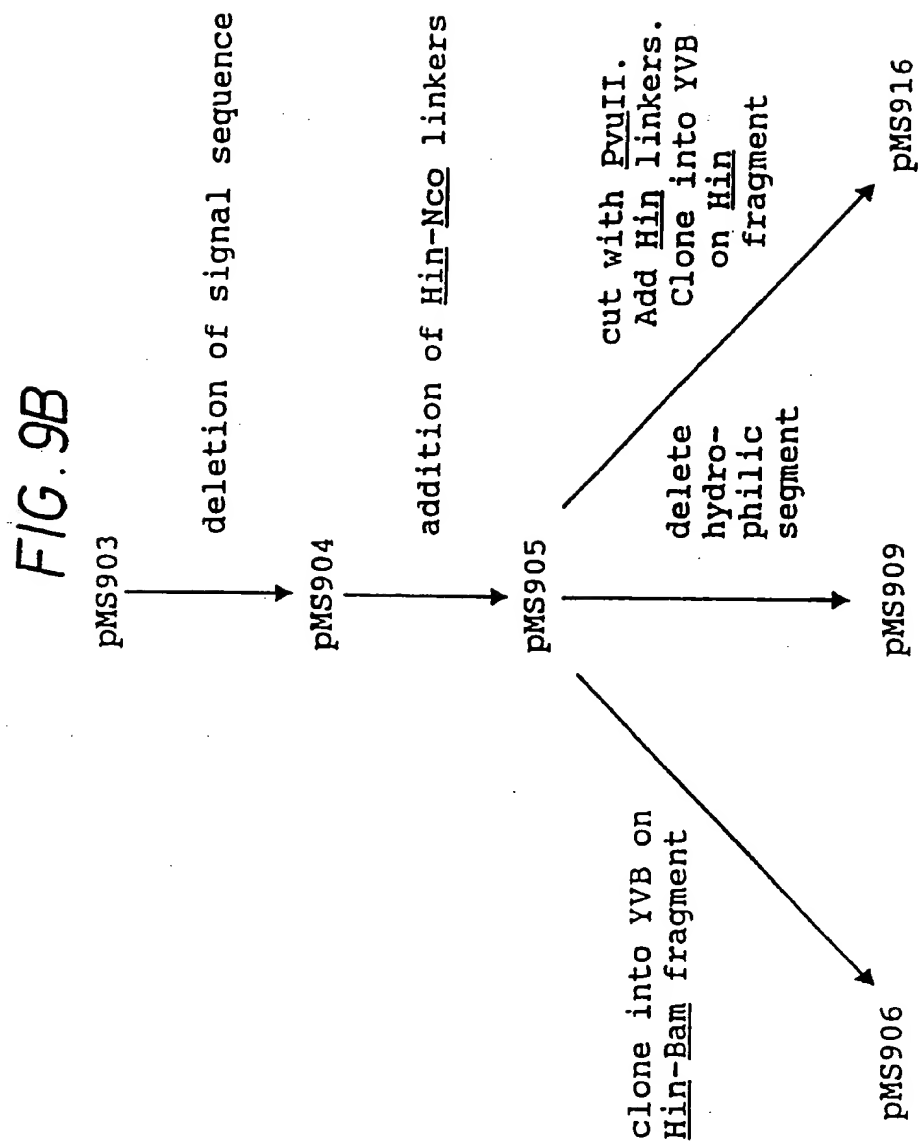 FIG. 9B
pMS903
deletion of signal sequence
pMS904
addition of Hin-Nco linkers
pMS905
clone into YVB on
Hin-Bam fragment
delete
hydro-
philic
segment
cut with PvuII.
Add Hin linkers.
Clone into YVB
on Hin
fragment
pMS906
pMS909
pMS916